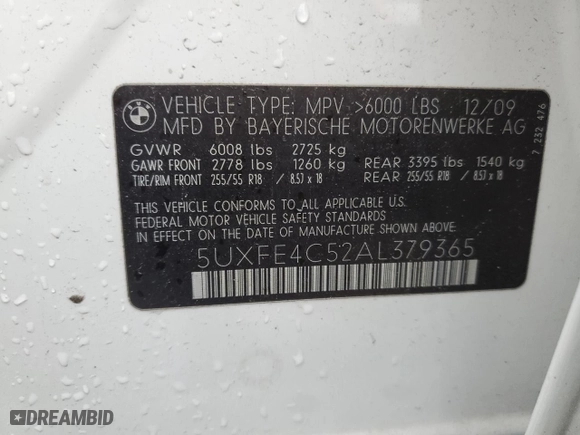 BMW
VEHICLE TYPE: MPV >6000 LBS 12/09
MFD BY BAYERISCHE MOTORENWERKE AG
GVWR 6008 lbs 2725 kg
GAWR FRONT 2778 lbs 1260 kg REAR 3395 lbs 1540 kg
TIRE/RIM FRONT 255/55 R18 / 8.5J x 18 REAR 255/55 R18 / 8.5J x 18
THIS VEHICLE CONFORMS TO ALL APPLICABLE U.S.
FEDERAL MOTOR VEHICLE SAFETY STANDARDS
IN EFFECT ON THE DATE OF MANUFACTURE SHOWN ABOVE.
5UXFE4C52AL379365
7 232 476
DREAMBID